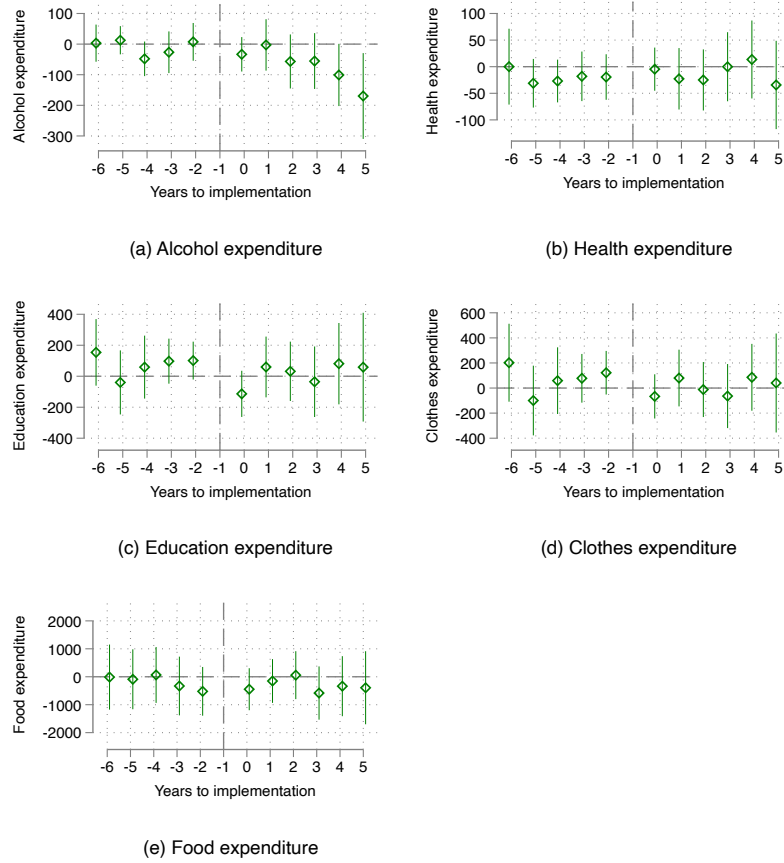 Alcohol expenditure
100
0
-100
-200
-300
-6 -5 -4 -3 -2 -1 0 1 2 3 4 5
Years to implementation
(a) Alcohol expenditure
Health expenditure
100
50
0
-50
-100
-6 -5 -4 -3 -2 -1 0 1 2 3 4 5
Years to implementation
(b) Health expenditure
Education expenditure
400
200
0
-200
-400
-6 -5 -4 -3 -2 -1 0 1 2 3 4 5
Years to implementation
(c) Education expenditure
Clothes expenditure
600
400
200
0
-200
-400
-6 -5 -4 -3 -2 -1 0 1 2 3 4 5
Years to implementation
(d) Clothes expenditure
Food expenditure
2000
1000
0
-1000
-2000
-6 -5 -4 -3 -2 -1 0 1 2 3 4 5
Years to implementation
(e) Food expenditure